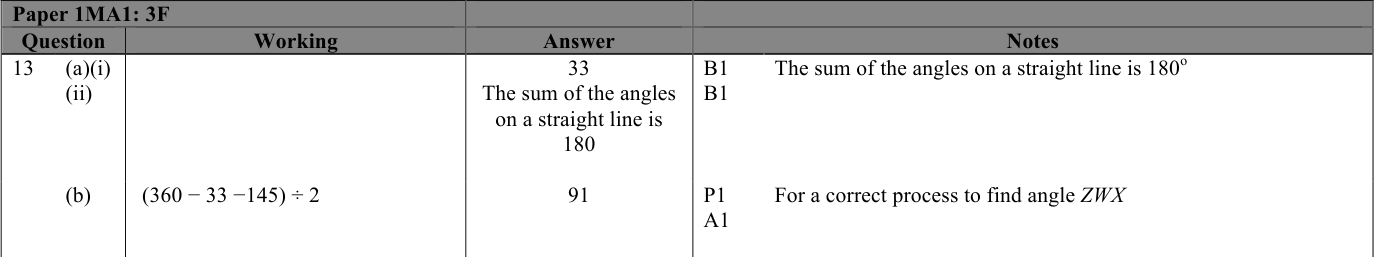 Paper 1MA1: 3F
Question Working Answer Notes
13 (a)(i) 33 B1 The sum of the angles on a straight line is 180°
(ii) The sum of the angles B1
on a straight line is
180
(b) (360 − 33 −145) ÷ 2 91 P1 For a correct process to find angle ZWX
A1